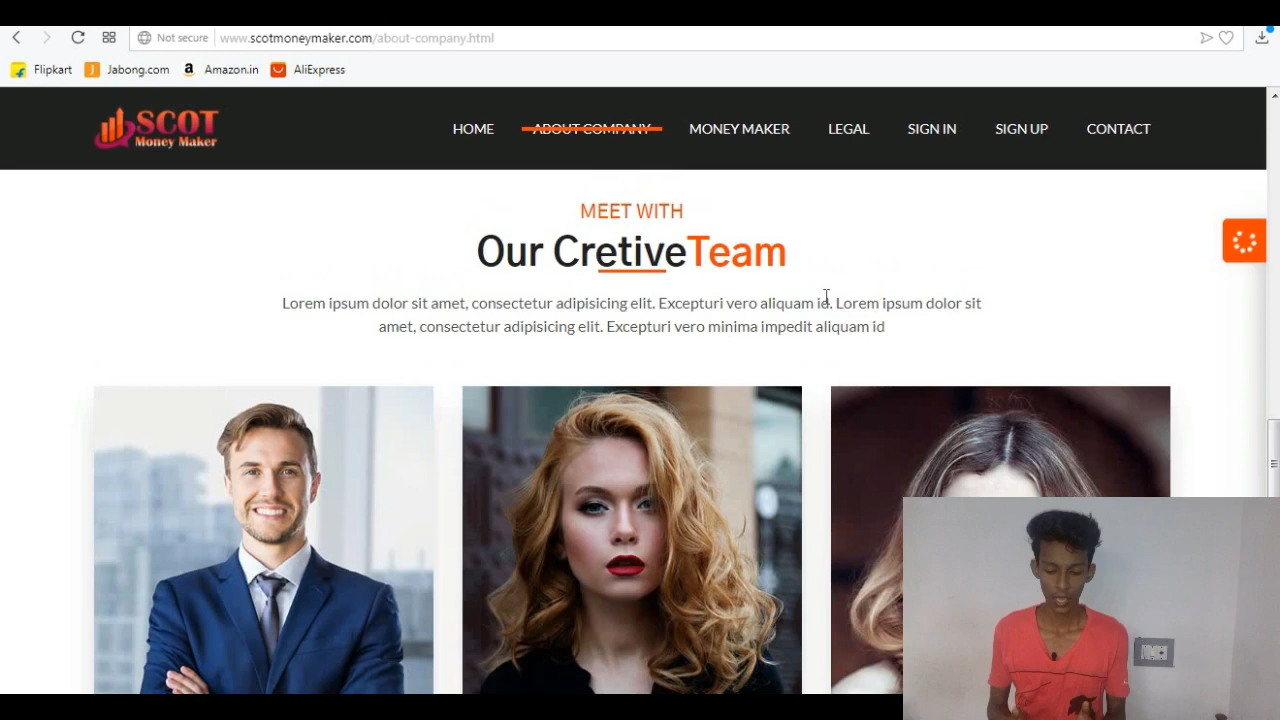 Not secure
www.scotmoneymaker.com/about-company.html
Flipkart
Jabong.com
Amazon.in
AliExpress
SCOT
Money Maker
HOME
ABOUT COMPANY
MONEY MAKER
LEGAL
SIGN IN
SIGN UP
CONTACT
MEET WITH
Our CretiveTeam
Lorem ipsum dolor sit amet, consectetur adipisicing elit. Excepturi vero aliquam id. Lorem ipsum dolor sit
amet, consectetur adipisicing elit. Excepturi vero minima impedit aliquam id